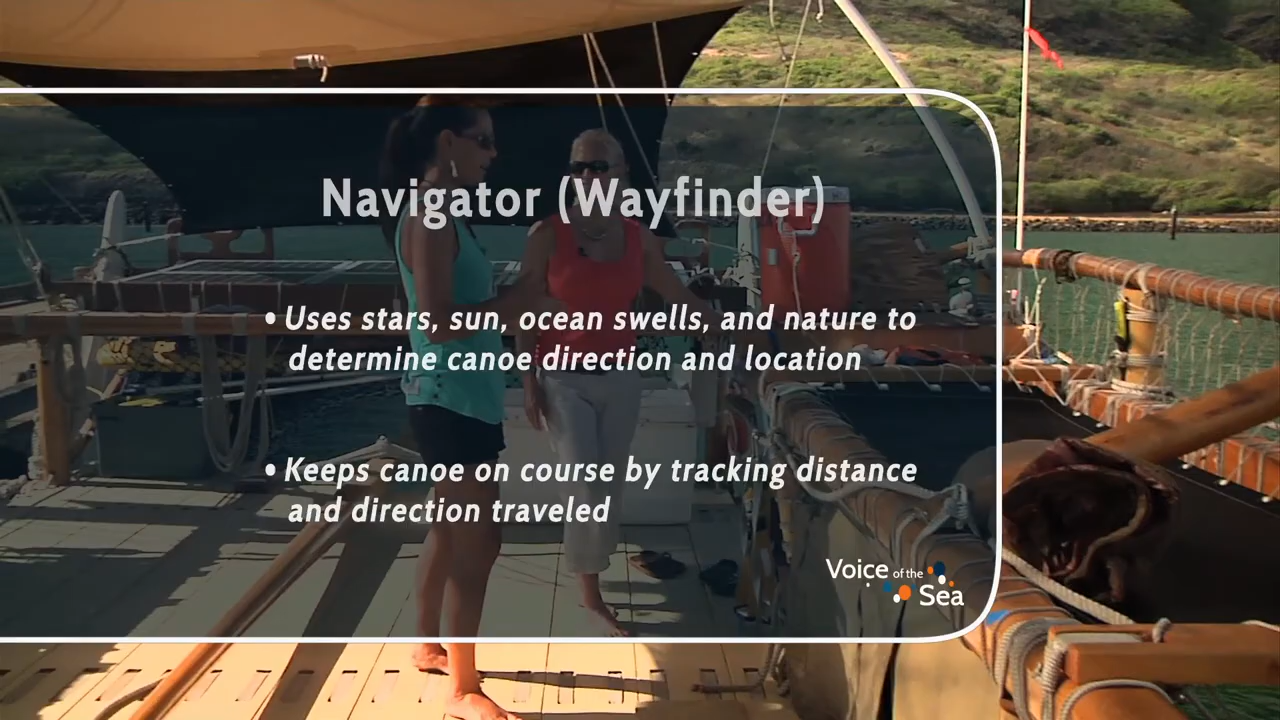 Navigator (Wayfinder)
• Uses stars, sun, ocean swells, and nature to
determine canoe direction and location
• Keeps canoe on course by tracking distance
and direction traveled
Voice of the
Sea